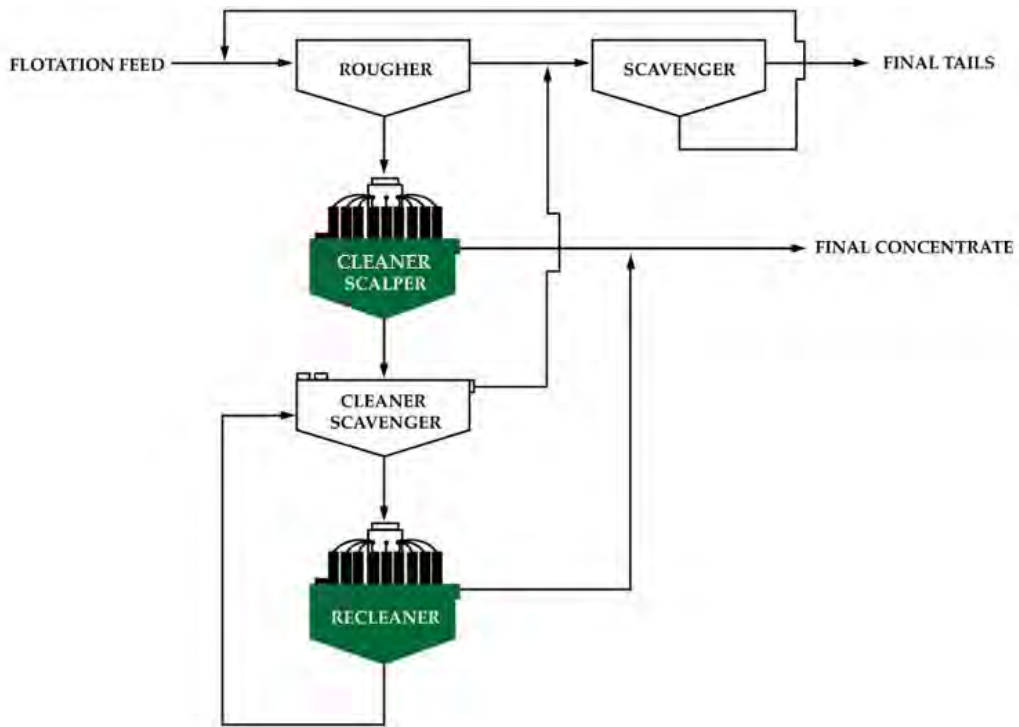 FLOTATION FEED
ROUGHER
SCAVENGER
FINAL TAILS
CLEANER
SCALPER
FINAL CONCENTRATE
CLEANER
SCAVENGER
RECLEANER